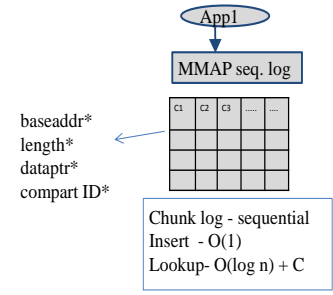 App1
MMAP seq. log
C1 C2 C3 ..... ....
baseaddr*
length*
dataptr*
compart ID*
Chunk log - sequential
Insert - O(1)
Lookup- O(log n) + C